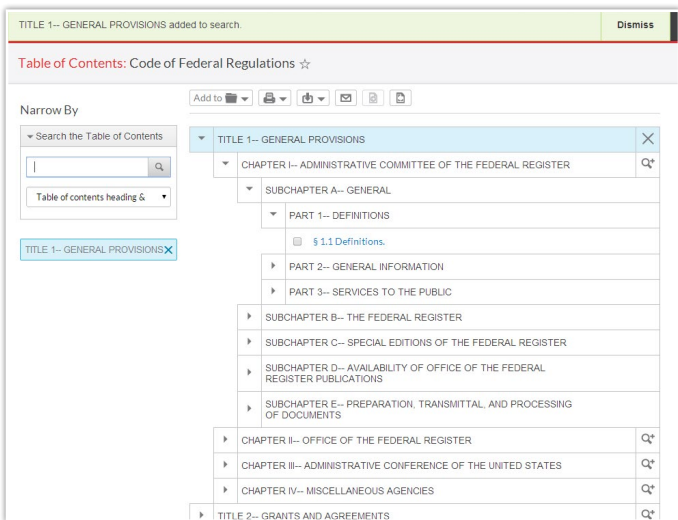 TITLE 1-- GENERAL PROVISIONS added to search.
Dismiss
Table of Contents: Code of Federal Regulations
Add to
Narrow By
Search the Table of Contents
Table of contents heading &
TITLE 1-- GENERAL PROVISIONS
TITLE 1-- GENERAL PROVISIONS
CHAPTER I-- ADMINISTRATIVE COMMITTEE OF THE FEDERAL REGISTER
SUBCHAPTER A-- GENERAL
PART 1-- DEFINITIONS
§ 1.1 Definitions.
PART 2-- GENERAL INFORMATION
PART 3-- SERVICES TO THE PUBLIC
SUBCHAPTER B-- THE FEDERAL REGISTER
SUBCHAPTER C-- SPECIAL EDITIONS OF THE FEDERAL REGISTER
SUBCHAPTER D-- AVAILABILITY OF OFFICE OF THE FEDERAL
REGISTER PUBLICATIONS
SUBCHAPTER E-- PREPARATION, TRANSMITTAL, AND PROCESSING
OF DOCUMENTS
CHAPTER II-- OFFICE OF THE FEDERAL REGISTER
CHAPTER III-- ADMINISTRATIVE CONFERENCE OF THE UNITED STATES
CHAPTER IV-- MISCELLANEOUS AGENCIES
TITLE 2-- GRANTS AND AGREEMENTS